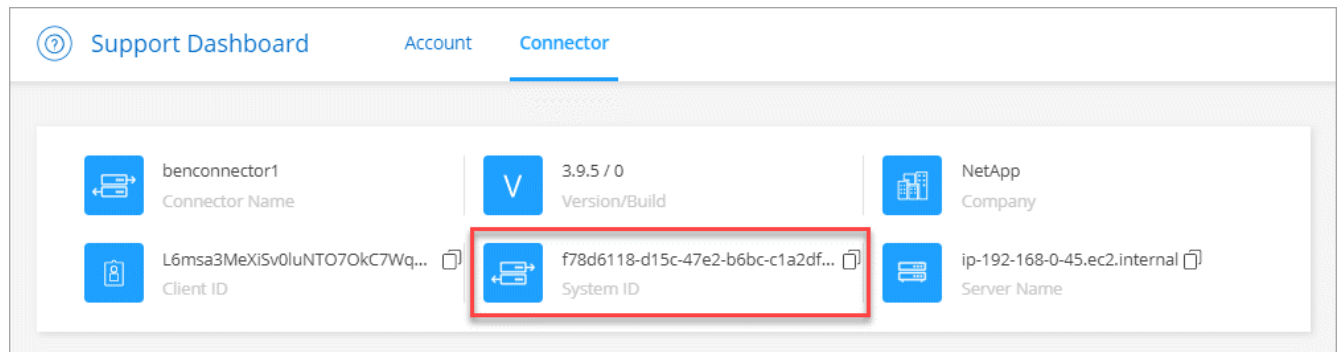 Support Dashboard Account Connector
benconnector1 3.9.5 / 0 NetApp
Connector Name V Version/Build Company
L6msa3MeXiSv0luNTO7OkC7Wq... f78d6118-d15c-47e2-b6bc-c1a2df... ip-192-168-0-45.ec2.internal
Client ID System ID Server Name